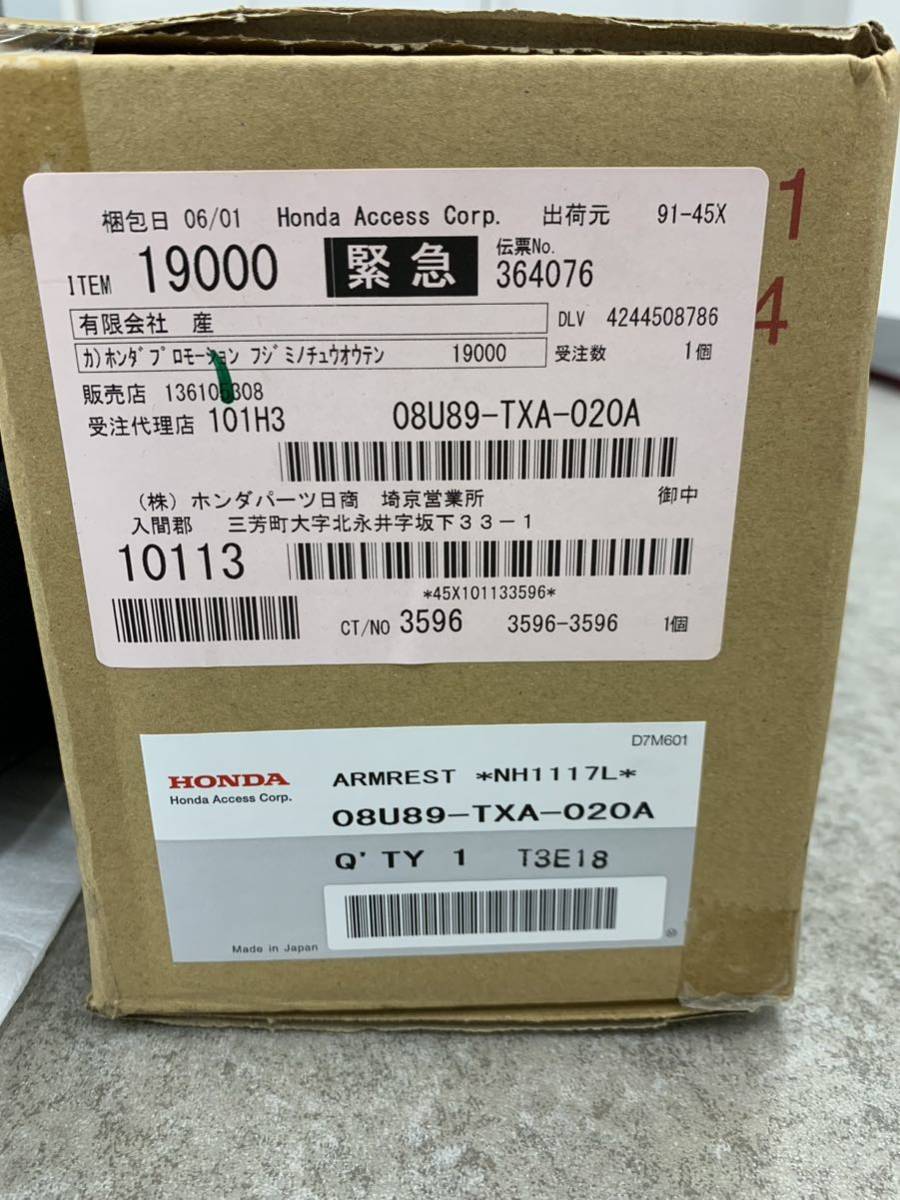 梱包日 06/01 Honda Access Corp. 出荷元 91-45X
ITEM 19000 緊急 伝票No. 364076
有限会社 産 DLV 4244508786
カ)ホンダプロモーション フジミノチュウオウテン 19000 受注数 1個
販売店 136105308
受注代理店 101H3 08U89-TXA-020A
(株) ホンダパーツ日商 埼京営業所 御中
入間郡 三芳町大字北永井字坂下33-1
10113
*45X101133596*
CT/NO 3596 3596-3596 1個
1
4
D7M601
HONDA
Honda Access Corp.
ARMREST *NH1117L*
08U89-TXA-020A
Q'TY 1 T3E18
Made in Japan